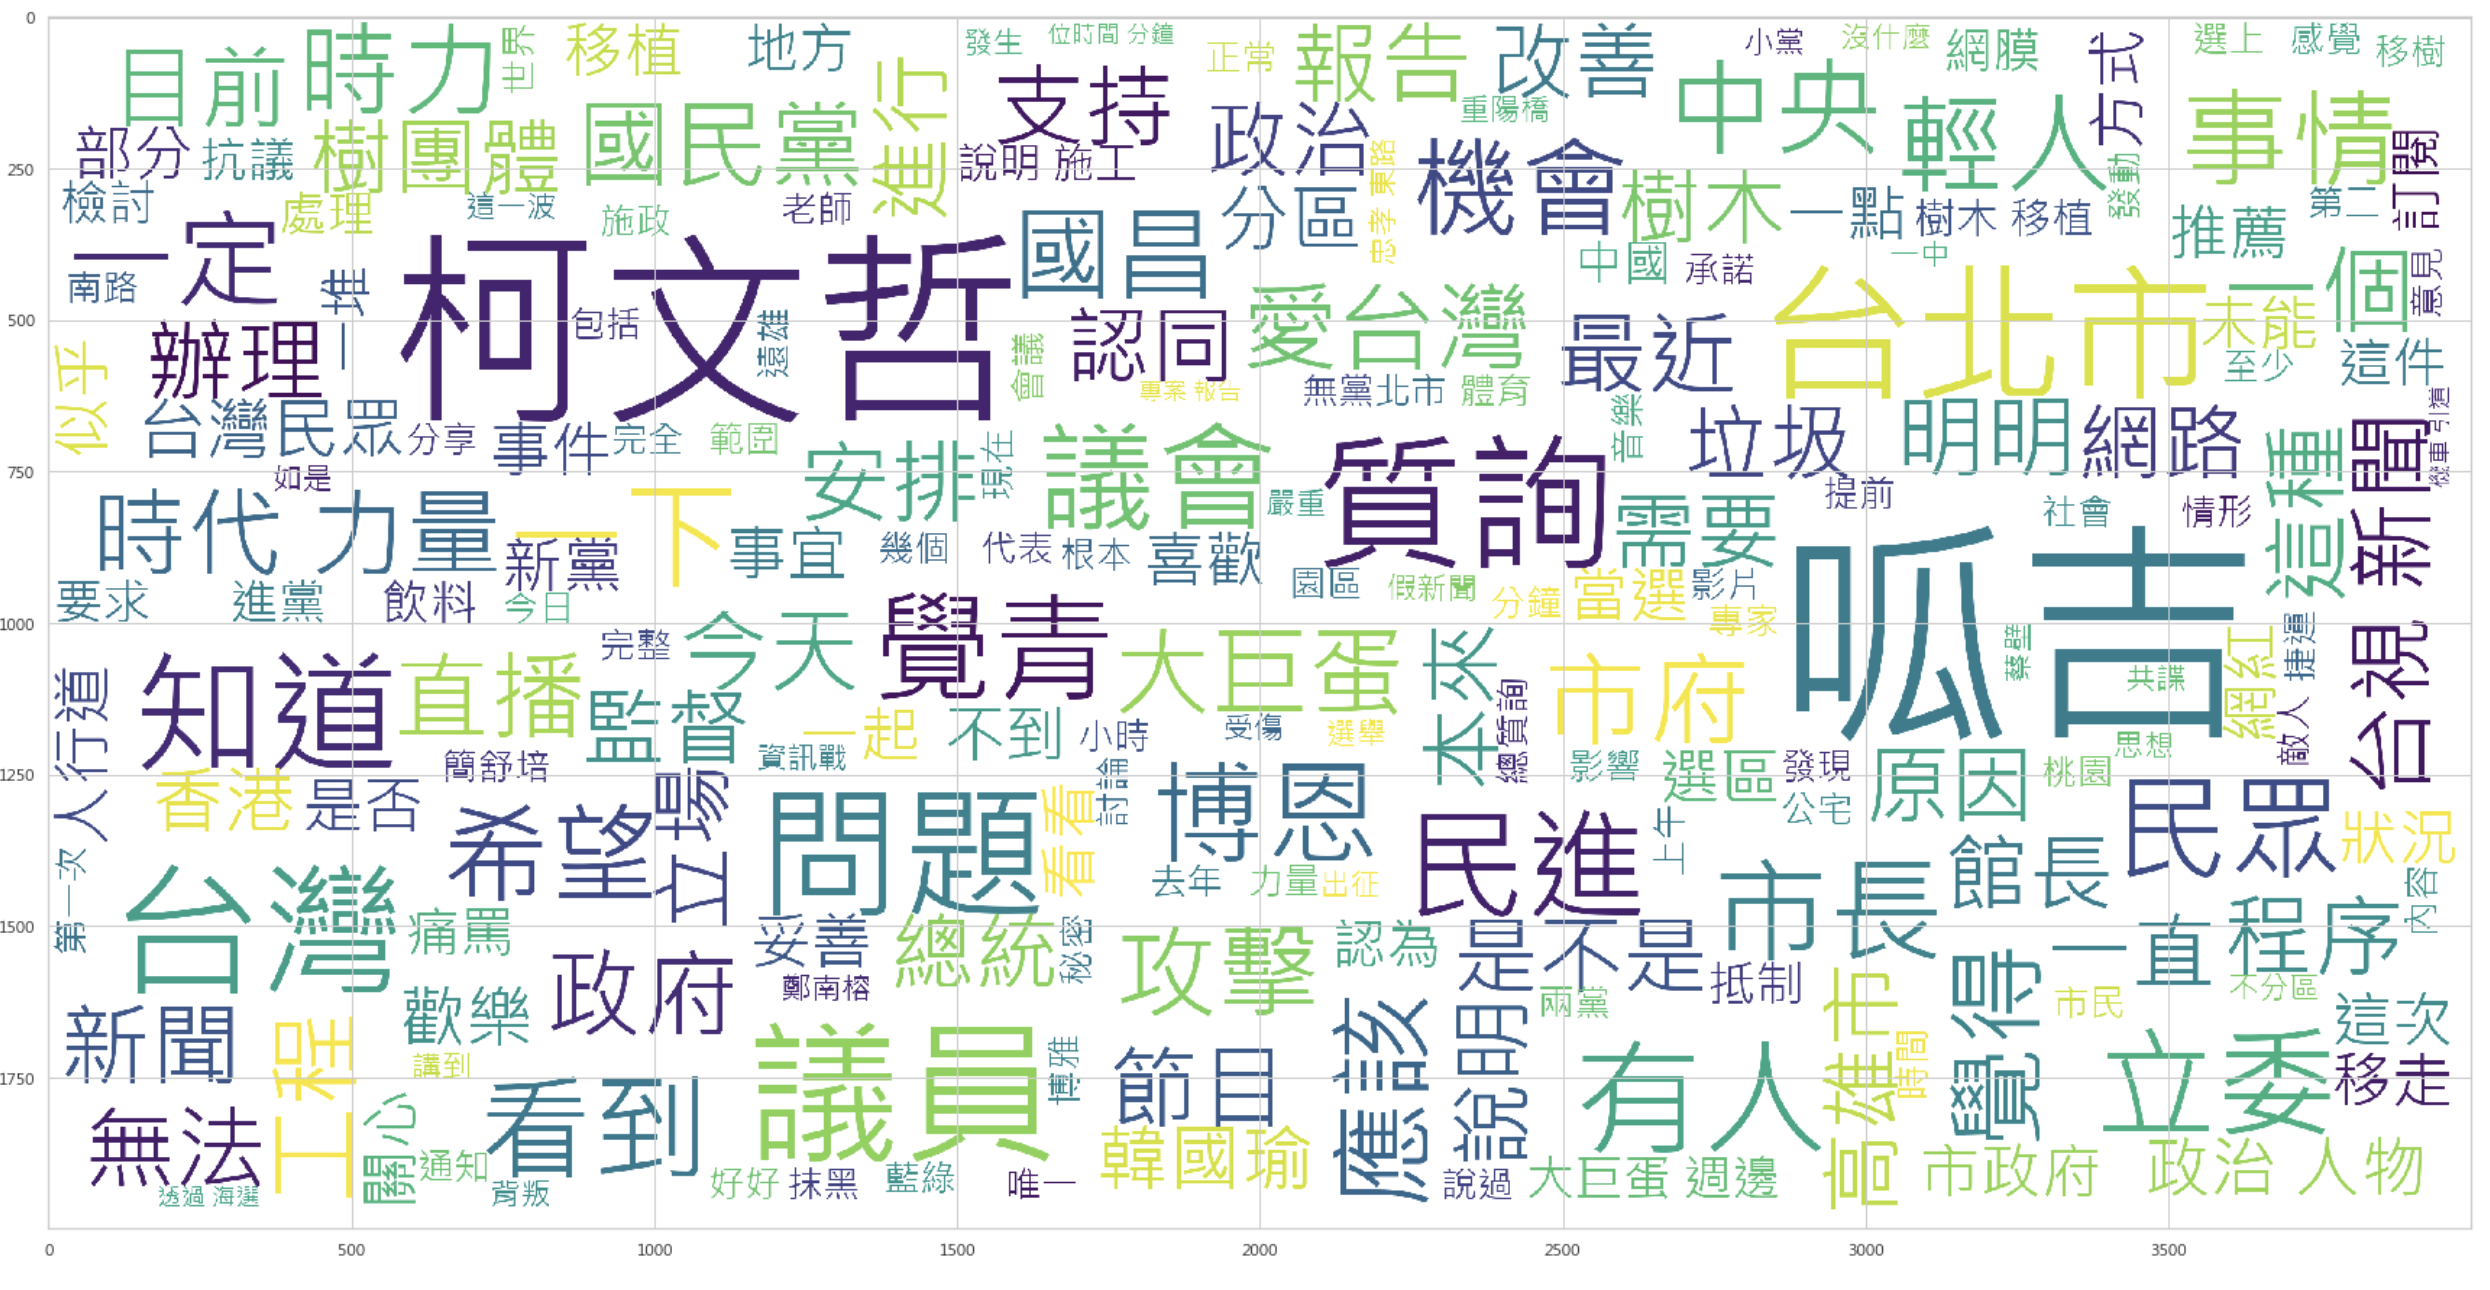 0
250
500
750
1000
1250
1500
1750
0 500 1000 1500 2000 2500 3000 3500
目前 時力 世界 移植 地方 發生 位時間 分鐘 正常 報告 改善 小黨 沒什麼 網膜 方式 選上 感覺 移樹
部分 抗議 樹團體 國民黨 進行 支持 政治 重陽橋 中央 輕人 事情 訂閱
檢討 處理 這一波 施政 老師 說明 施工 分區 忠孝 東路 機會 樹木 一點 樹木 移植 發動 推薦 第二
一定 南路 一堆 柯文哲 包括 遠雄 國昌 中國 承諾 一中 台北市 一個 意見 未能
似乎 辦理 會議 認同 愛台灣 專案 報告 無黨北市 體育 最近 至少 這件
台灣民眾 分享 事件 完全 範圍 安排 現在 議會 質詢 音樂 垃圾 明明 網路 這種 新聞 機車 引道
如是 時代 力量 新黨 一下 事宜 幾個 代表 根本 喜歡 嚴重 需要 提前 社會 情形
要求 進黨 飲料 今日 完整 今天 覺青 園區 假新聞 分鐘 當選 影片 專家 呱吉
人行道 知道 直播 監督 一起 不到 小時 大巨蛋 受傷 選舉 本來 總質詢 市府 蔡壁 共諜 網紅 捷運 敵人 台視
簡舒培 資訊戰 影響 選區 發現 思想 桃園
香港 是否 希望 立場 問題 看看 討論 博恩 民進 上午 公宅 原因 民眾 狀況
第一次 台灣 痛罵 去年 力量 出征 市長 館長 內容
妥善 總統 秘密 攻擊 認為 是不是 抵制 一直 程序
新聞 工程 歡樂 政府 鄭南榕 兩黨 高雄市 覺得 市民 不分區 這次
講到 議員 博雅 節目 應該 說明 有人 時間 立委 移走
無法 關心 通知 看到 好好 抹黑 藍綠 唯一 韓國瑜 說過 大巨蛋 週邊 市政府 政治 人物
透過 海選 背叛